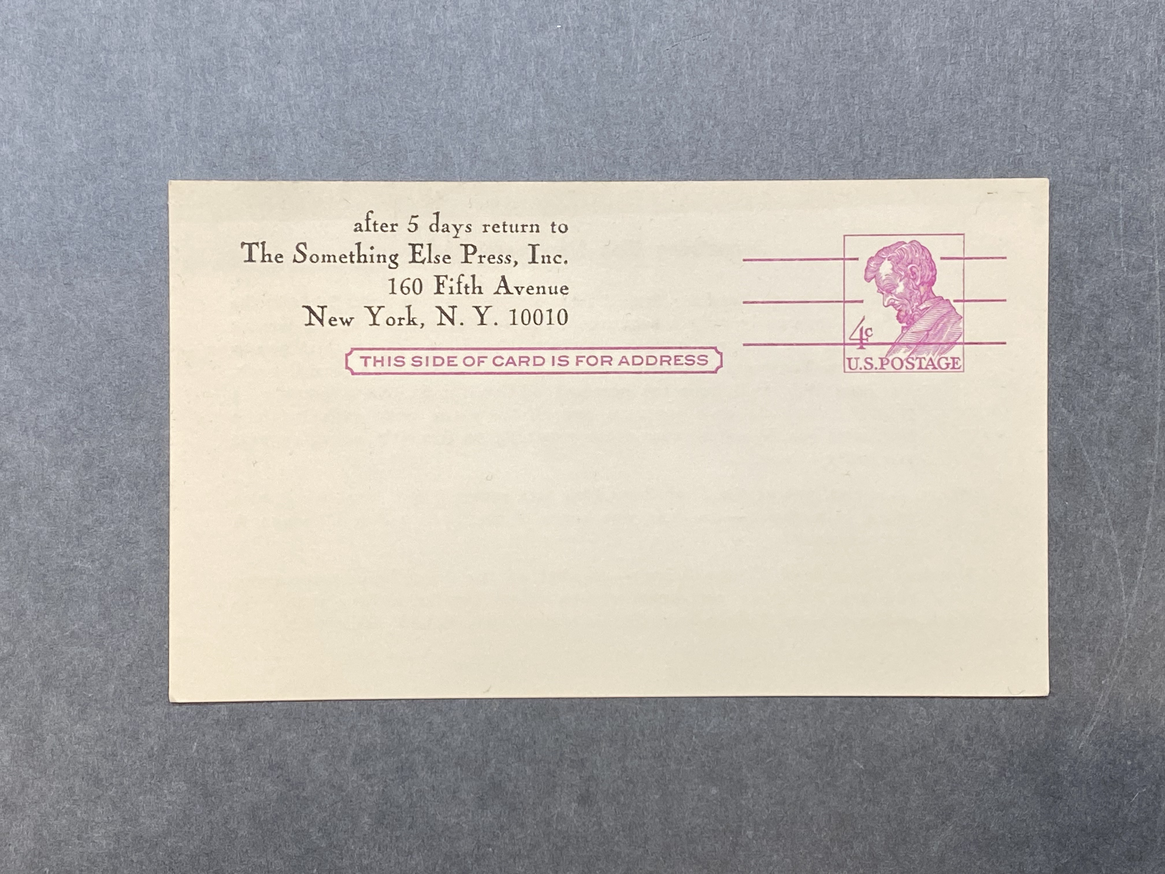 after 5 days return to
The Something Else Press, Inc.
160 Fifth Avenue
New York, N. Y. 10010
THIS SIDE OF CARD IS FOR ADDRESS
4c
U.S.POSTAGE